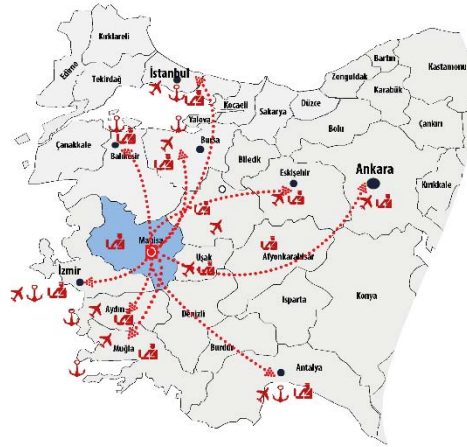 Kırklareli
Edirne
Tekirdağ
İstanbul
Kocaeli
Yalova
Sakarya
Düzce
Zonguldak
Bartın
Karabük
Kastamonu
Çanakkale
Balıkesir
Bursa
Bilecik
Bolu
Çankırı
Eskişehir
Ankara
Kırıkkale
Manisa
Uşak
Afyonkarahisar
İzmir
Aydın
Denizli
Isparta
Konya
Muğla
Burdur
Antalya